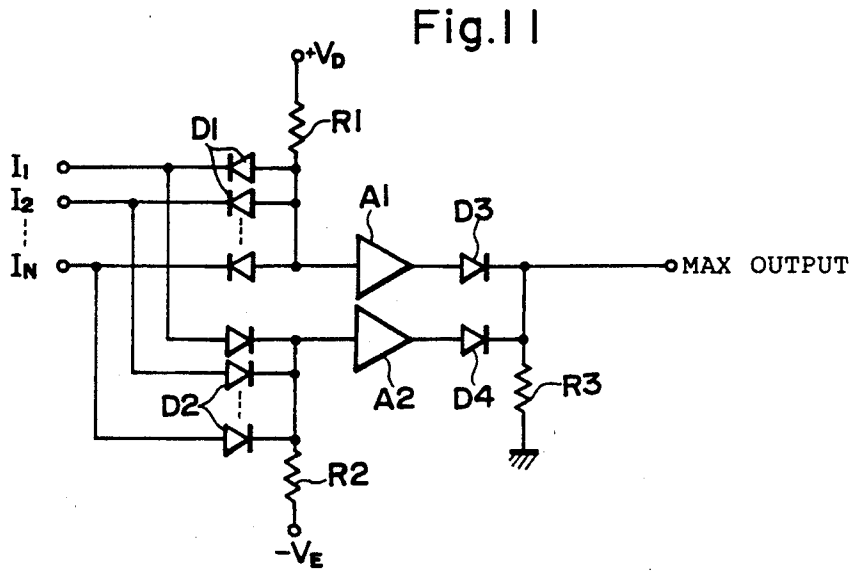 Fig.11
+VD
R1
D1
I1
I2
IN
A1
D3
MAX OUTPUT
D2
A2
D4
R3
R2
-VE